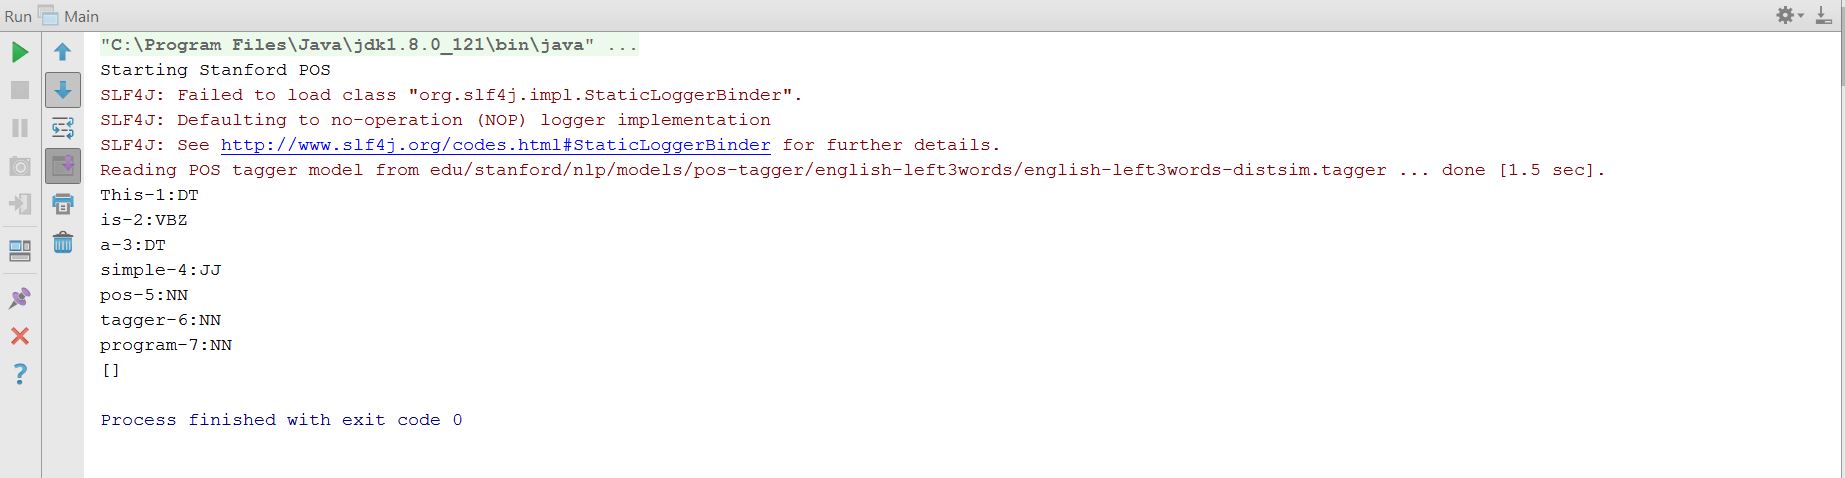 Run Main
"C:\Program Files\Java\jdk1.8.0_121\bin\java" ...
Starting Stanford POS
SLF4J: Failed to load class "org.slf4j.impl.StaticLoggerBinder".
SLF4J: Defaulting to no-operation (NOP) logger implementation
SLF4J: See http://www.slf4j.org/codes.html#StaticLoggerBinder for further details.
Reading POS tagger model from edu/stanford/nlp/models/pos-tagger/english-left3words/english-left3words-distsim.tagger ... done [1.5 sec].
This-1:DT
is-2:VBZ
a-3:DT
simple-4:JJ
pos-5:NN
tagger-6:NN
program-7:NN
[]
Process finished with exit code 0